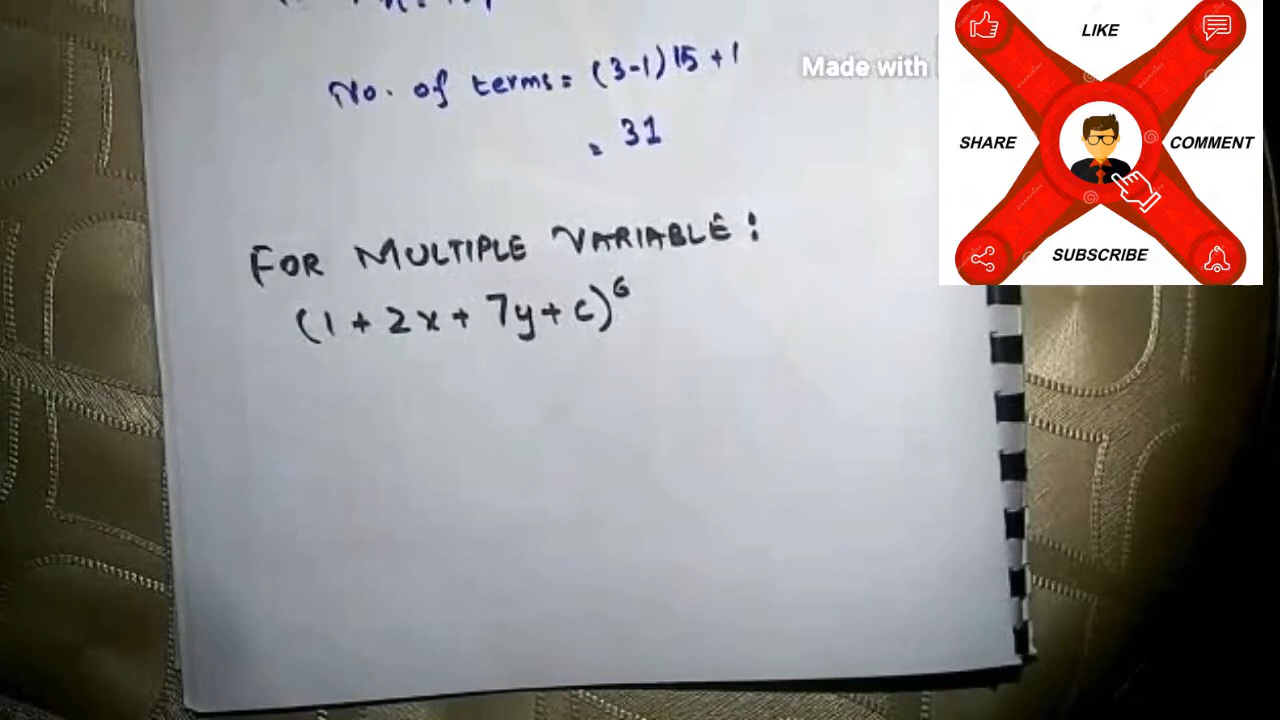 No. of terms = (3-1) 15 + 1
= 31
FOR MULTIPLE VARIABLE :
(1 + 2x + 7y + c)^6
Made with
LIKE
SHARE
COMMENT
SUBSCRIBE